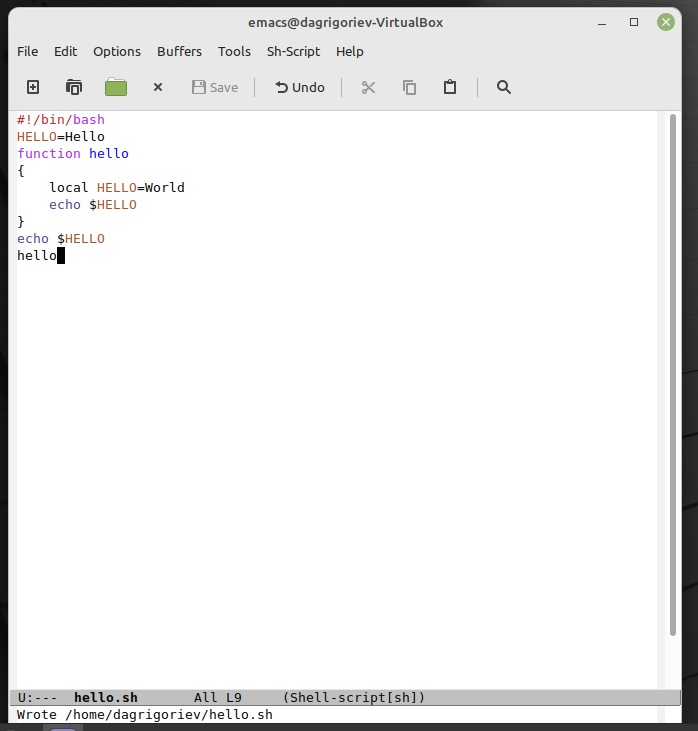 emacs@dagrigoriev-VirtualBox
File Edit Options Buffers Tools Sh-Script Help
Save Undo
#!/bin/bash
HELLO=Hello
function hello
{
    local HELLO=World
    echo $HELLO
}
echo $HELLO
hello
U:---  hello.sh       All L9     (Shell-script[sh])
Wrote /home/dagrigoriev/hello.sh